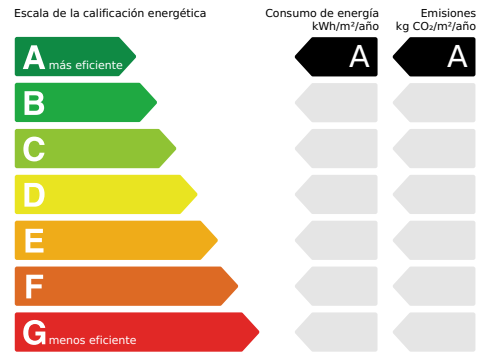 Escala de la calificación energética
Consumo de energía
kWh/m²/año
Emisiones
kg CO₂/m²/año
A más eficiente
A
A
B
C
D
E
F
G menos eficiente